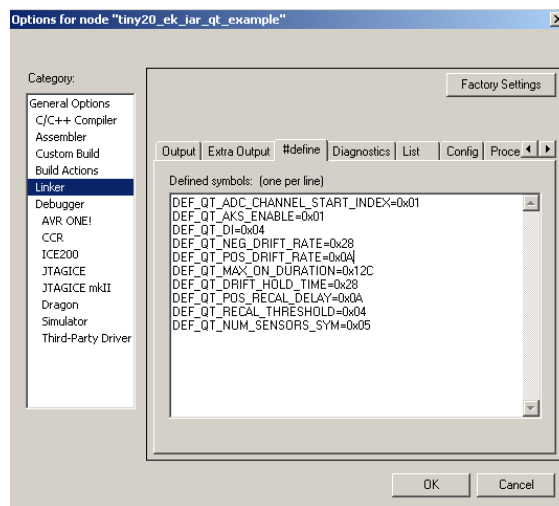 Options for node "tiny20_ek_iar_qt_example"
Category:
Factory Settings
General Options
C/C++ Compiler
Assembler
Custom Build
Build Actions
Linker
Debugger
AVR ONE!
CCR
ICE200
JTAGICE
JTAGICE mkII
Dragon
Simulator
Third-Party Driver
Output Extra Output #define Diagnostics List Config Proce
Defined symbols: (one per line)
DEF_QT_ADC_CHANNEL_START_INDEX=0x01
DEF_QT_AKS_ENABLE=0x01
DEF_QT_DI=0x04
DEF_QT_NEG_DRIFT_RATE=0x28
DEF_QT_POS_DRIFT_RATE=0x0A
DEF_QT_MAX_ON_DURATION=0x12C
DEF_QT_DRIFT_HOLD_TIME=0x28
DEF_QT_POS_RECAL_DELAY=0x0A
DEF_QT_RECAL_THRESHOLD=0x04
DEF_QT_NUM_SENSORS_SYM=0x05
OK Cancel